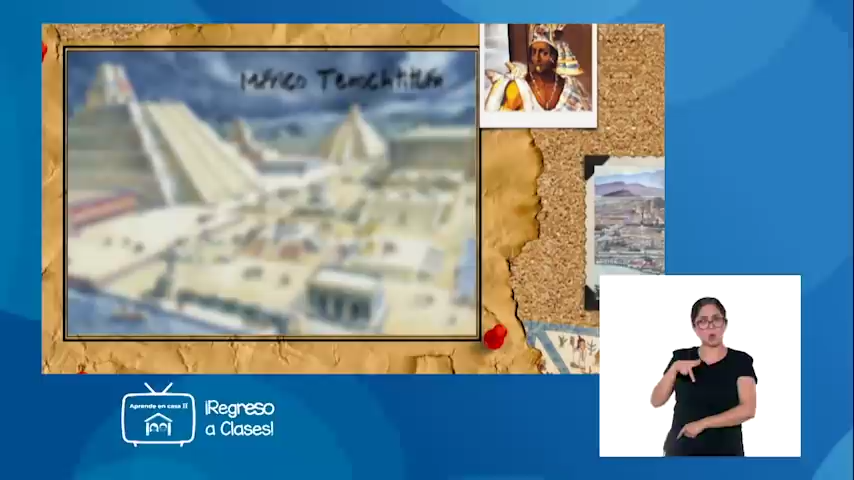 México Tenochtitlan
Aprende en casa II
¡Regreso
a Clases!